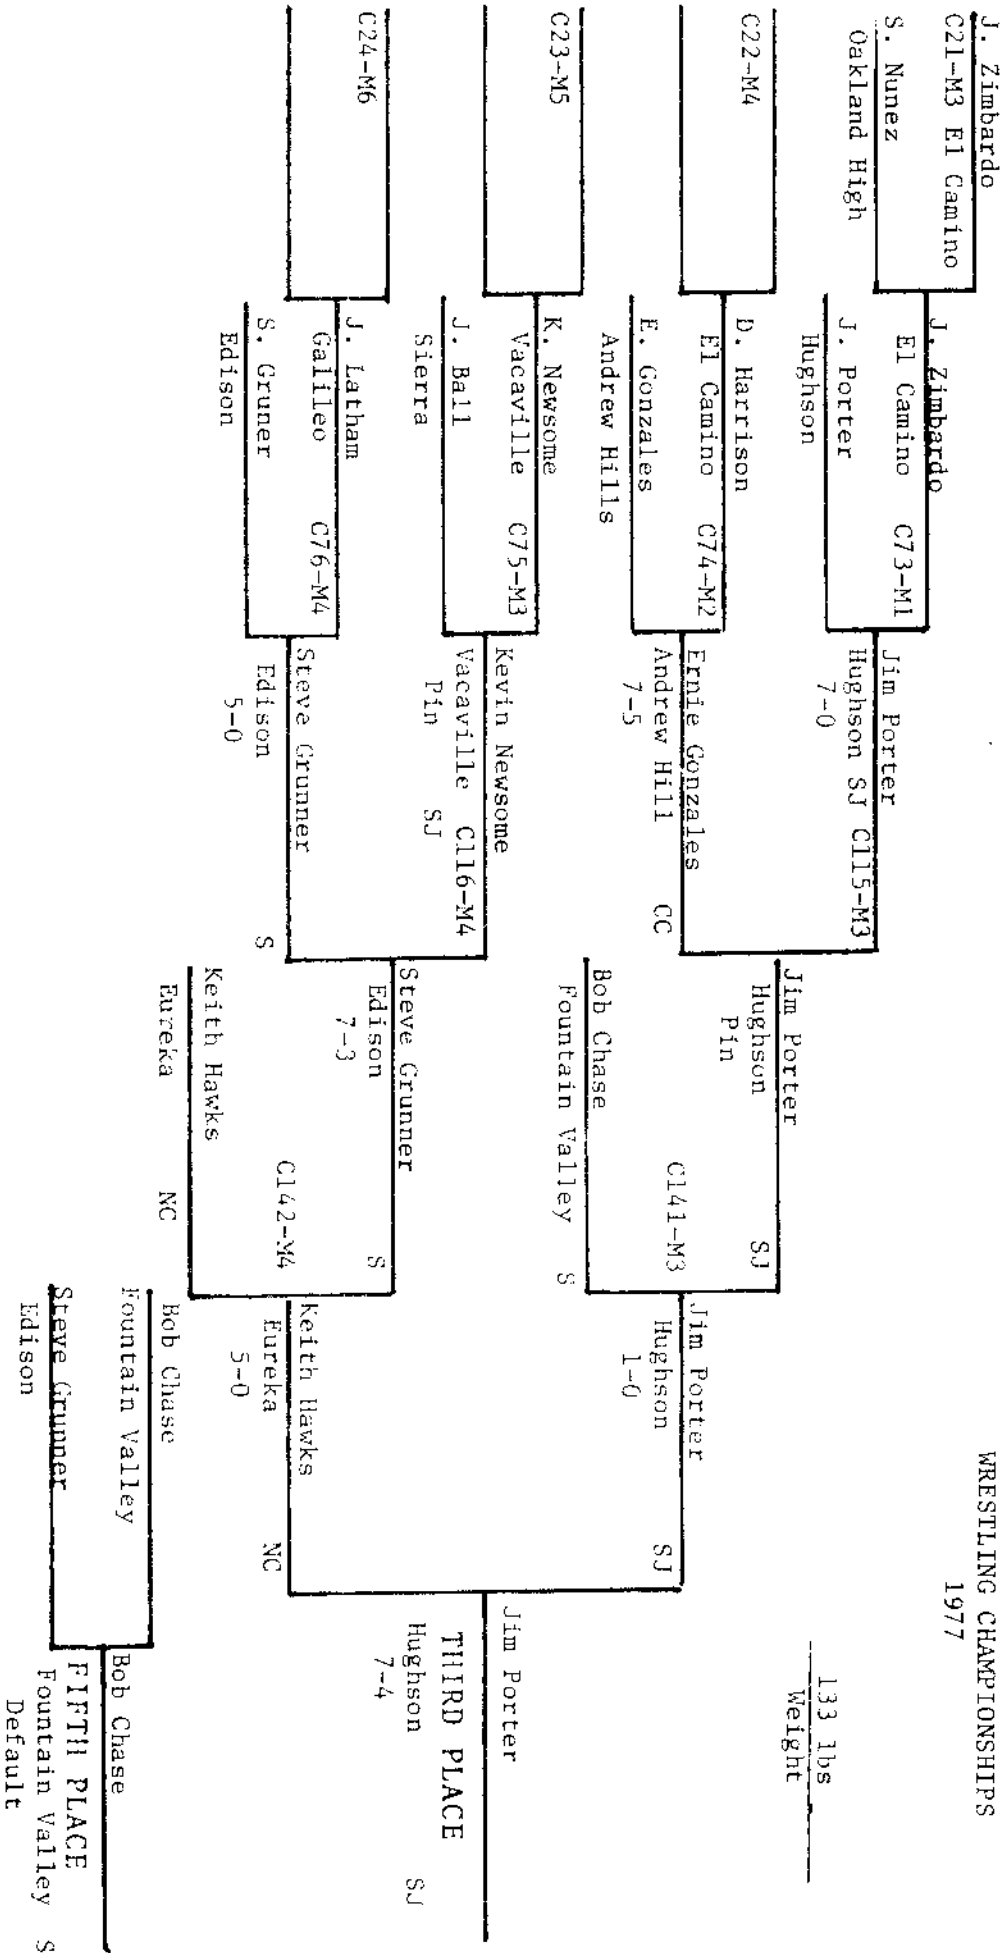 WRESTLING CHAMPIONSHIPS
1977
133 lbs
Weight
J. Zimbardo
C21-M3 El Camino
S. Nunez
Oakland High
C22-M4
C23-M5
C24-M6
J. Zimbardo
El Camino C73-M1
J. Porter
Hughson
D. Harrison
El Camino C74-M2
E. Gonzales
Andrew Hills
K. Newsome
Vacaville C75-M3
J. Ball
Sierra
J. Latham
Galileo C76-M4
S. Gruner
Edison
Jim Porter
Hughson SJ C115-M3
7-0
Ernie Gonzales
Andrew Hill CC
7-5
Kevin Newsome
Vacaville C116-M4
Pin SJ
Steve Grunner
Edison S
5-0
Jim Porter
Hughson SJ
Pin
C141-M3
Bob Chase
Fountain Valley S
Steve Grunner
Edison S
7-3
C142-M4
Keith Hawks
Eureka NC
Jim Porter
Hughson SJ
1-0
Keith Hawks
Eureka NC
5-0
Bob Chase
Fountain Valley
Steve Grunner
Edison
Jim Porter
THIRD PLACE
Hughson SJ
7-4
Bob Chase
FIFTH PLACE
Fountain Valley S
Default